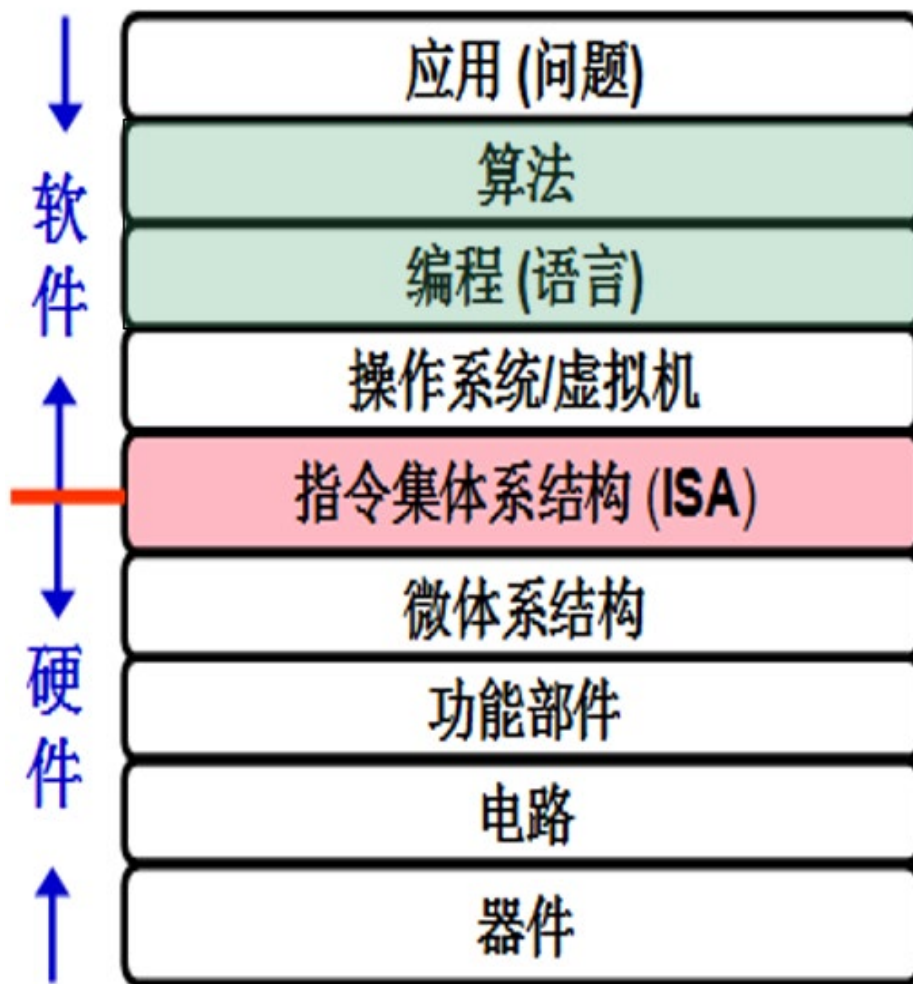 应用 (问题)
算法
编程 (语言)
操作系统/虚拟机
指令集体系结构 (ISA)
微体系结构
功能部件
电路
器件
软件
硬件